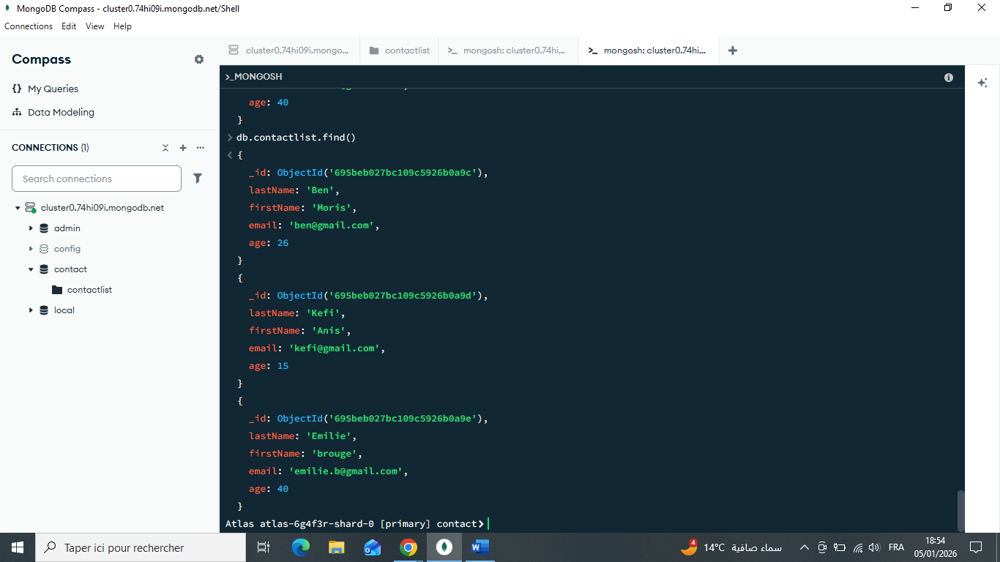 MongoDB Compass - cluster0.74hi09i.mongodb.net/Shell
Connections Edit View Help
Compass
My Queries
Data Modeling
CONNECTIONS (1)
Search connections
cluster0.74hi09i.mongodb.net
admin
config
contact
contactlist
local
cluster0.74hi09i.mongo...
contactlist
>_ mongosh: cluster0.74hi...
>_ mongosh: cluster0.74hi...
>_MONGOSH
age: 40
}
> db.contactlist.find()
< {
_id: ObjectId('695beb027bc109c5926b0a9c'),
lastName: 'Ben',
firstName: 'Moris',
email: 'ben@gmail.com',
age: 26
}
{
_id: ObjectId('695beb027bc109c5926b0a9d'),
lastName: 'Kefi',
firstName: 'Anis',
email: 'kefi@gmail.com',
age: 15
}
{
_id: ObjectId('695beb027bc109c5926b0a9e'),
lastName: 'Emilie',
firstName: 'brouge',
email: 'emilie.b@gmail.com',
age: 40
}
Atlas atlas-6g4f3r-shard-0 [primary] contact>
Taper ici pour rechercher
4
14°C سماء صافية
FRA
18:54
05/01/2026